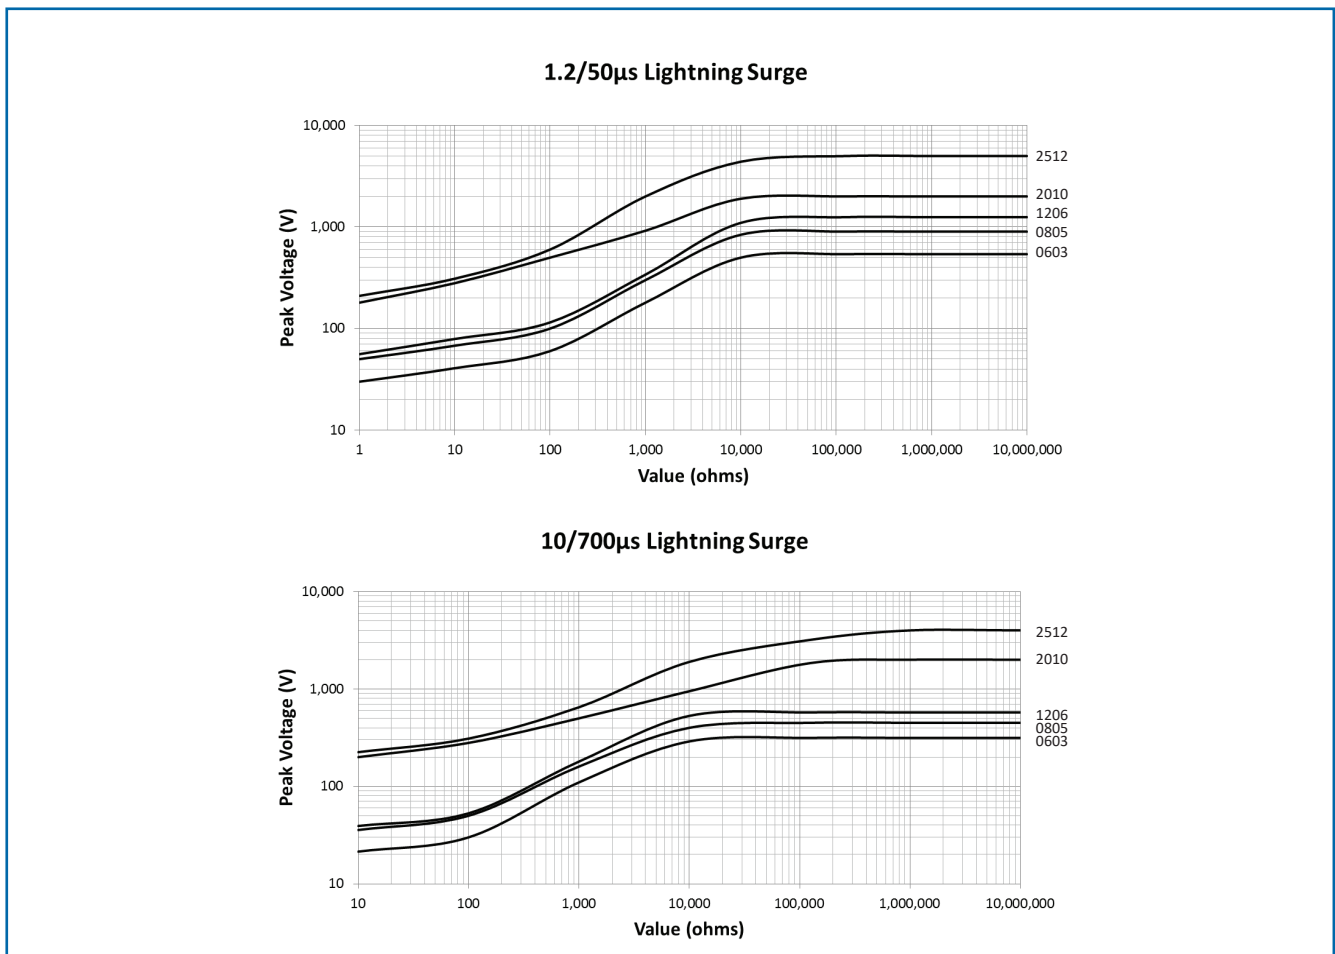 1.2/50µs Lightning Surge
10,000
1,000
100
10
Peak Voltage (V)
2512
2010
1206
0805
0603
1 10 100 1,000 10,000 100,000 1,000,000 10,000,000
Value (ohms)
10/700µs Lightning Surge
10,000
1,000
100
10
Peak Voltage (V)
2512
2010
1206
0805
0603
10 100 1,000 10,000 100,000 1,000,000 10,000,000
Value (ohms)